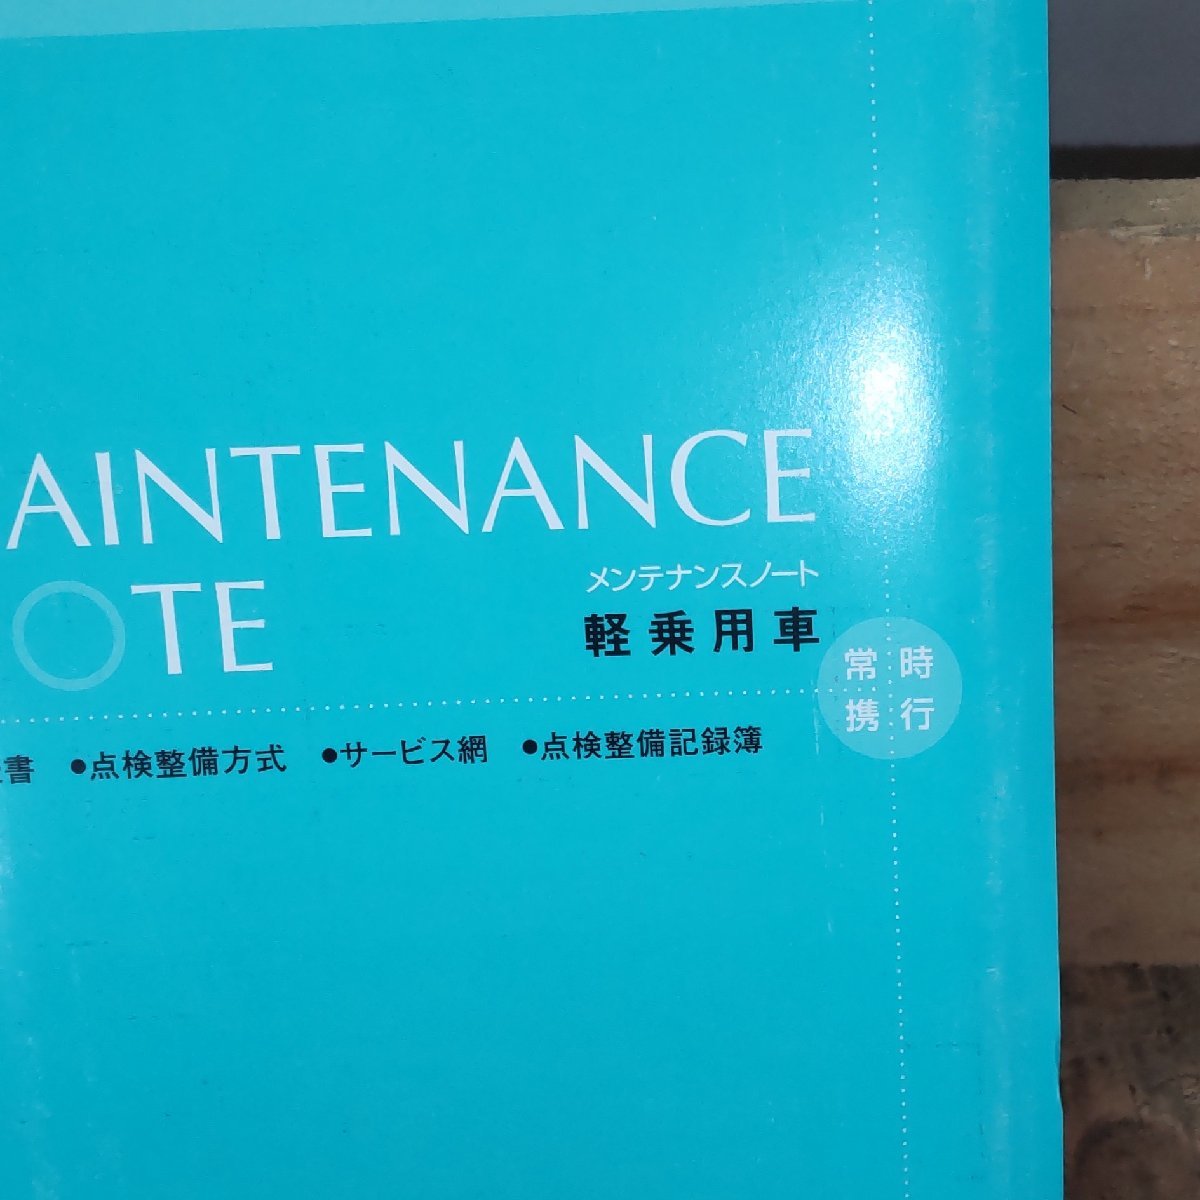 AINTENANCE
OTE
メンテナンスノート
軽乗用車
常時
携行
書 ●点検整備方式 ●サービス網 ●点検整備記録簿